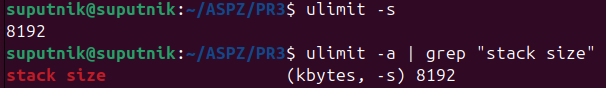 suputnik@suputnik:~/ASPZ/PR3$ ulimit -s
8192
suputnik@suputnik:~/ASPZ/PR3$ ulimit -a | grep "stack size"
stack size                  (kbytes, -s) 8192